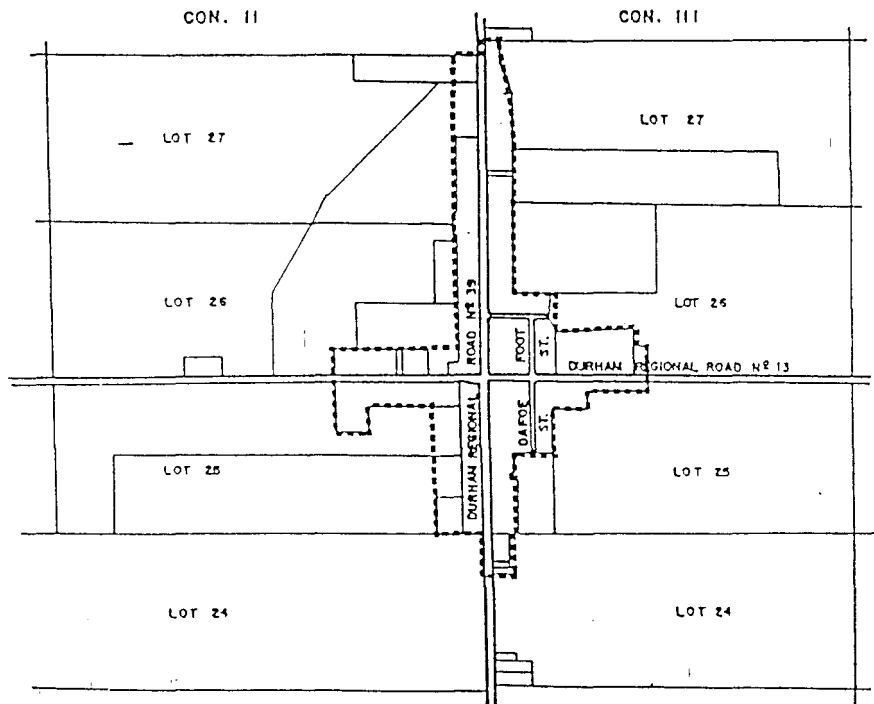 CON. II
CON. III
LOT 27
LOT 27
LOT 26
LOT 26
DURHAM REGIONAL ROAD Nº 39
FOOT ST.
DURHAM REGIONAL ROAD Nº 13
DAFOE ST.
LOT 25
LOT 25
LOT 24
LOT 24